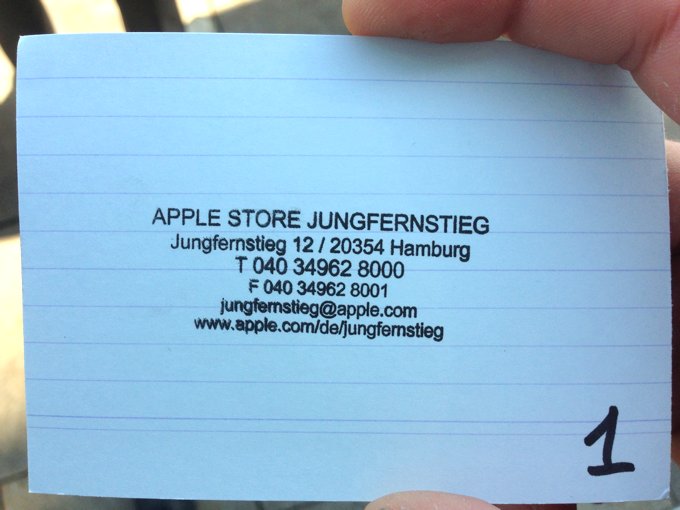 APPLE STORE JUNGFERNSTIEG
Jungfernstieg 12 / 20354 Hamburg
T 040 34962 8000
F 040 34962 8001
jungfernstieg@apple.com
www.apple.com/de/jungfernstieg
1